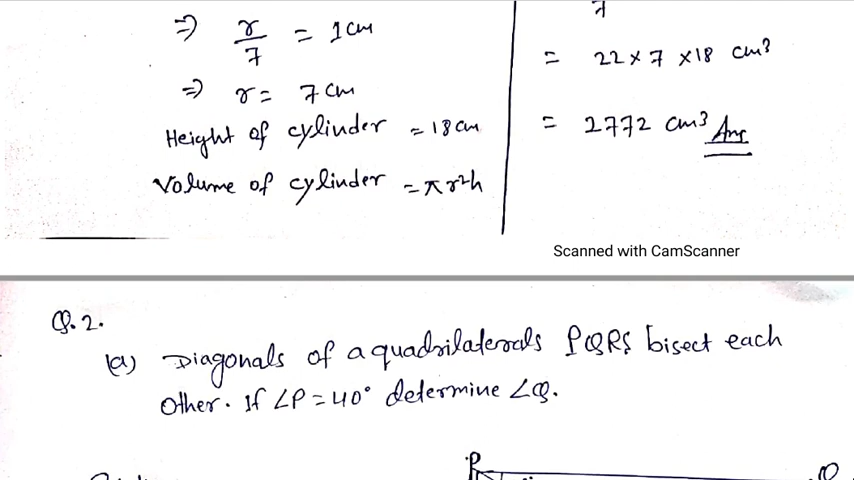 ⇒ r/7 = 1 cm
⇒ r = 7 cm
Height of cylinder = 18 cm
Volume of cylinder = πr²h
7
= 22 × 7 × 18 cm³
= 2772 cm³ Ans
Scanned with CamScanner
Q.2.
(a) Diagonals of a quadrilaterals PQRS bisect each
other. If ∠P = 40° determine ∠Q.
P
Q